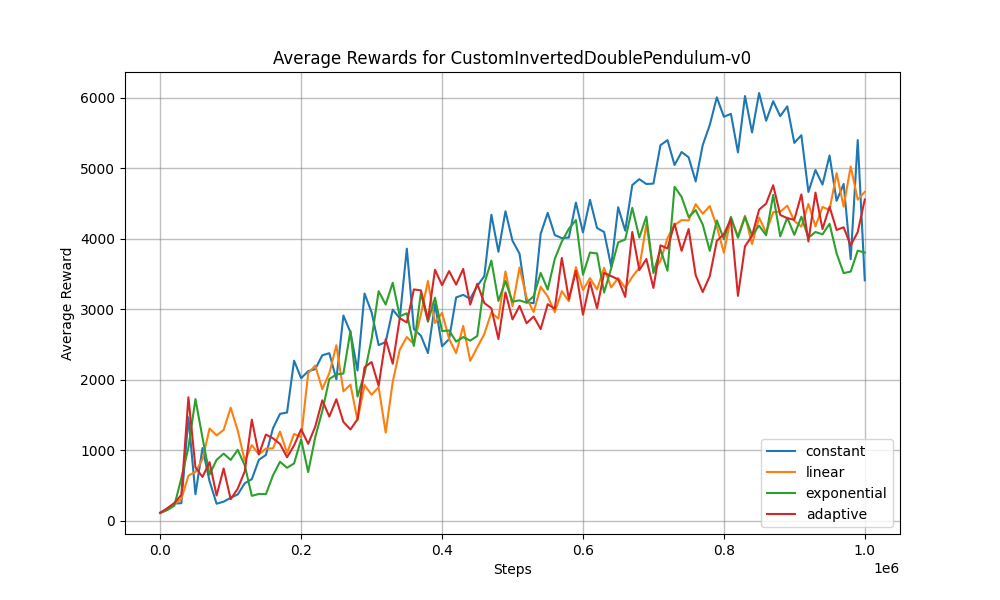 Average Rewards for CustomInvertedDoublePendulum-v0
Average Reward
6000
5000
4000
3000
2000
1000
0
constant
linear
exponential
adaptive
0.0 0.2 0.4 0.6 0.8 1.0
1e6
Steps